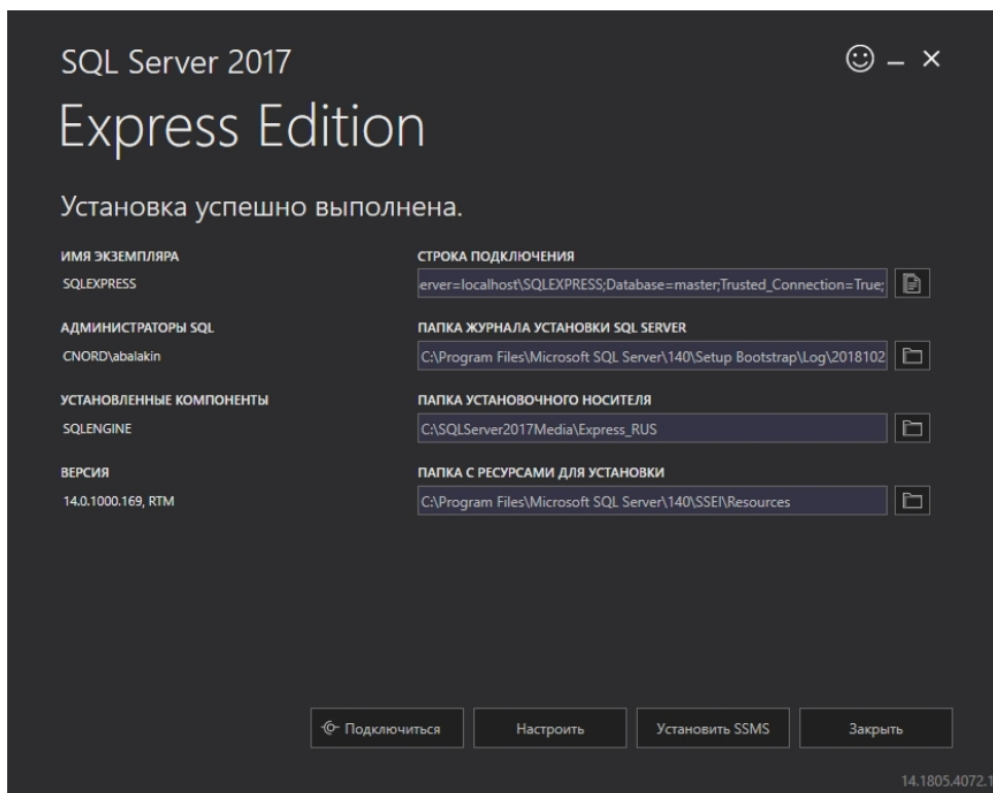 SQL Server 2017
Express Edition
Установка успешно выполнена.
ИМЯ ЭКЗЕМПЛЯРА
SQLEXPRESS
СТРОКА ПОДКЛЮЧЕНИЯ
erver=localhost\SQLEXPRESS;Database=master;Trusted_Connection=True;
АДМИНИСТРАТОРЫ SQL
CNORD\abalakin
ПАПКА ЖУРНАЛА УСТАНОВКИ SQL SERVER
C:\Program Files\Microsoft SQL Server\140\Setup Bootstrap\Log\2018102
УСТАНОВЛЕННЫЕ КОМПОНЕНТЫ
SQLENGINE
ПАПКА УСТАНОВОЧНОГО НОСИТЕЛЯ
C:\SQLServer2017Media\Express_RUS
ВЕРСИЯ
14.0.1000.169, RTM
ПАПКА С РЕСУРСАМИ ДЛЯ УСТАНОВКИ
C:\Program Files\Microsoft SQL Server\140\SSEI\Resources
Подключиться
Настроить
Установить SSMS
Закрыть
14.1805.4072.1